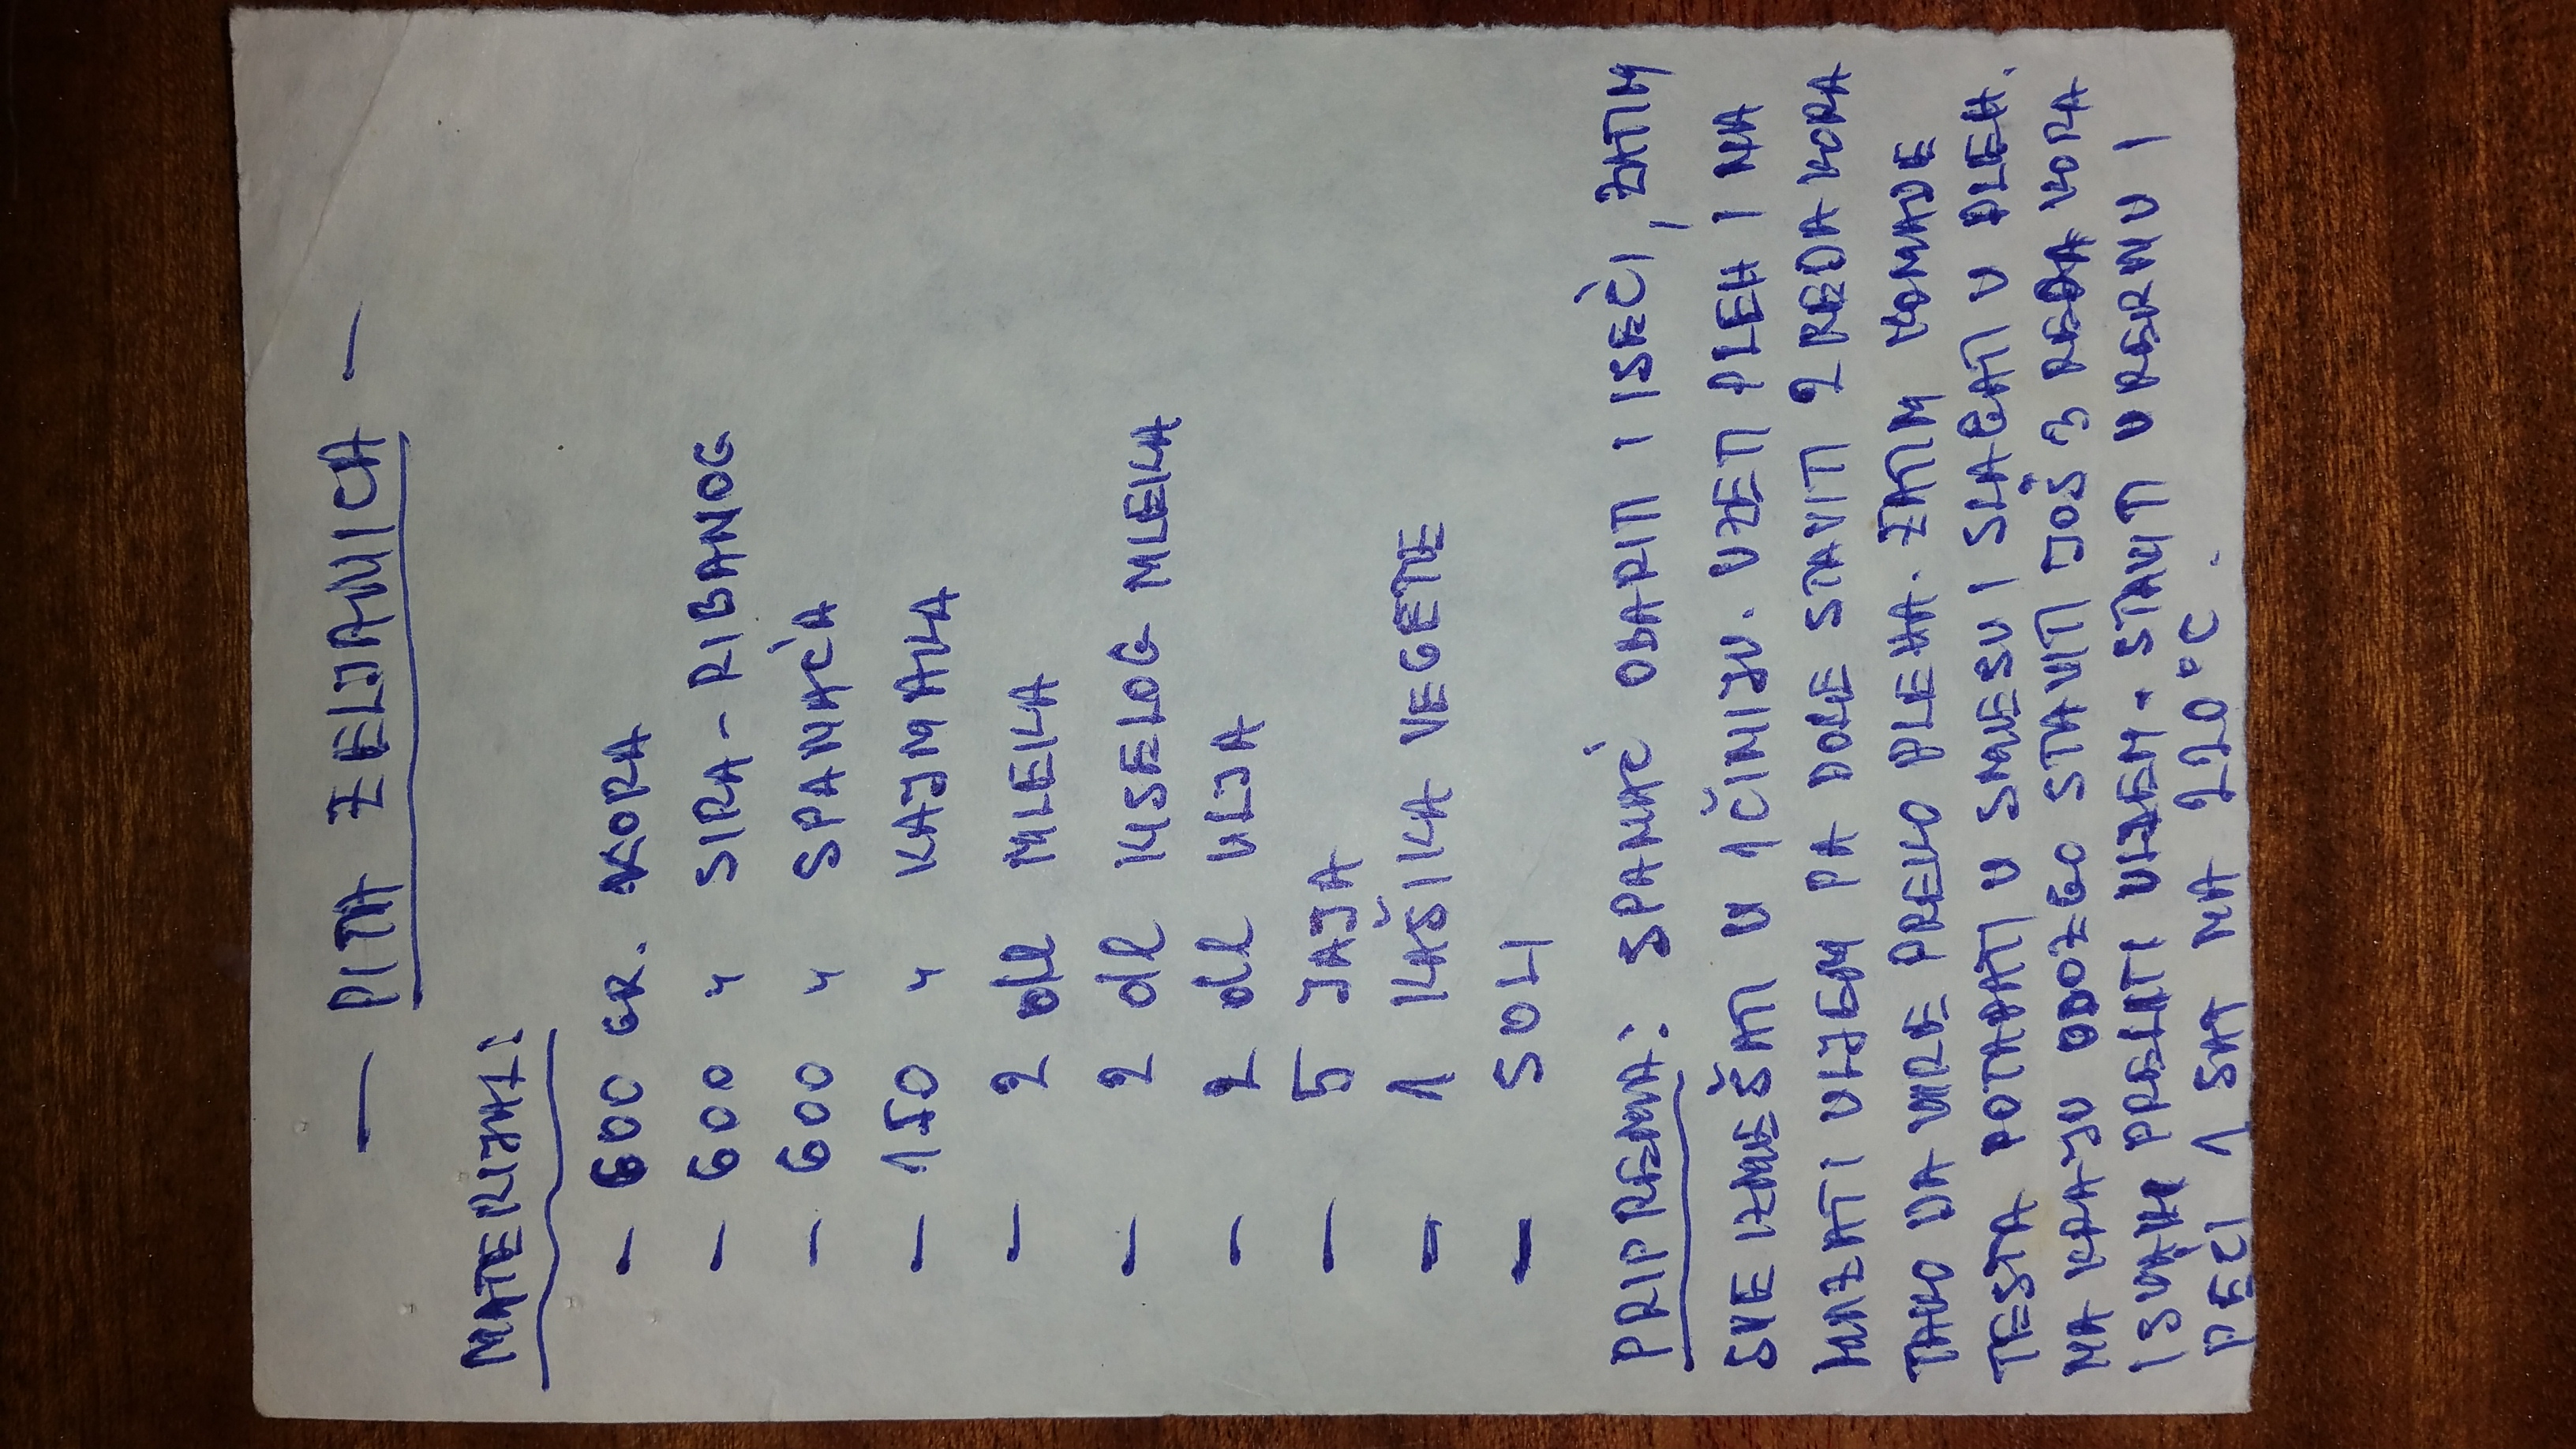 — PITA ZELJANICA —
MATERIJAL:
- 600 GR. KORA
- 600 " SIRA - RIBANOG
- 600 " SPANAĆA
- 150 " KAJMAKA
- 2 dl MLEKA
- 2 dl KISELOG MLEKA
- 2 dl ULJA
- 5 JAJA
- 1 KAŠIKA VEGETE
- SOLI
PRIPREMA: SPANAĆ OBARITI I ISEĆI, ZATIM
SVE IZMEŠATI U 1 ČINIJU. UZETI PLEH I NA
MAZATI ULJEM PA DOLE STAVITI 2 REDA KORA
TAKO DA VIRE PREKO PLEHA. ZATIM KOMADE
TESTA POTAPATI U SMESU I SLAGATI U PLEH.
NA KRAJU ODOZGO STAVITI JOŠ 3 REDA KORA
I SVAKI PRELITI ULJEM. STAVITI U RERNU I
PEĆI 1 SAT NA 220°C.